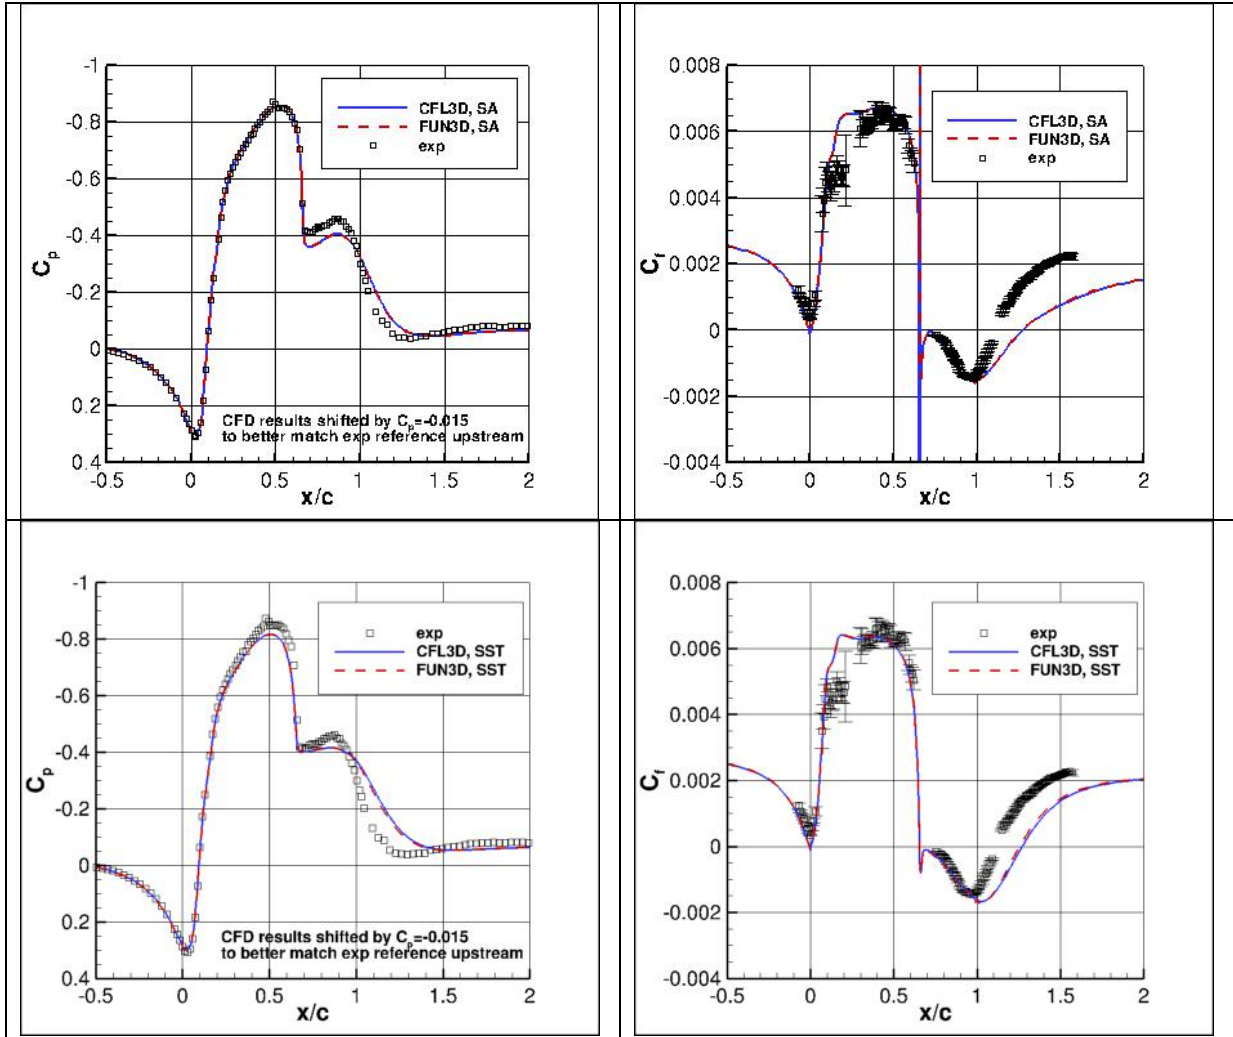 -1
-0.8
-0.6
-0.4
-0.2
0
0.2
0.4
Cp
CFL3D, SA
FUN3D, SA
exp
CFD results shifted by Cp=-0.015
to better match exp reference upstream
-0.5 0 0.5 1 1.5 2
x/c
0.008
0.006
0.004
0.002
0
-0.002
-0.004
Cf
CFL3D, SA
FUN3D, SA
exp
-0.5 0 0.5 1 1.5 2
x/c
-1
-0.8
-0.6
-0.4
-0.2
0
0.2
0.4
Cp
exp
CFL3D, SST
FUN3D, SST
CFD results shifted by Cp=-0.015
to better match exp reference upstream
-0.5 0 0.5 1 1.5 2
x/c
0.008
0.006
0.004
0.002
0
-0.002
-0.004
Cf
exp
CFL3D, SST
FUN3D, SST
-0.5 0 0.5 1 1.5 2
x/c